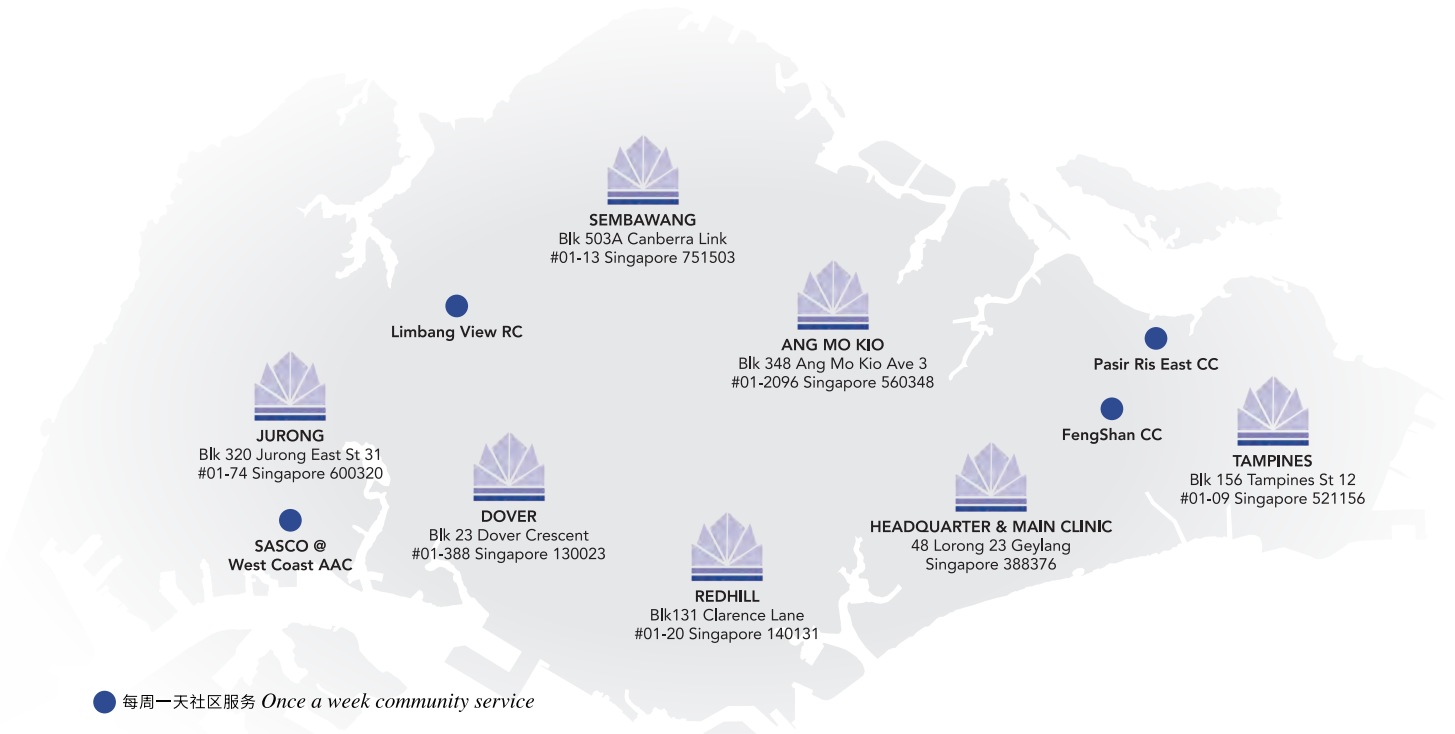 SEMBAWANG
Blk 503A Canberra Link
#01-13 Singapore 751503
Limbang View RC
ANG MO KIO
Blk 348 Ang Mo Kio Ave 3
#01-2096 Singapore 560348
Pasir Ris East CC
FengShan CC
JURONG
Blk 320 Jurong East St 31
#01-74 Singapore 600320
TAMPINES
Blk 156 Tampines St 12
#01-09 Singapore 521156
DOVER
Blk 23 Dover Crescent
#01-388 Singapore 130023
HEADQUARTER & MAIN CLINIC
48 Lorong 23 Geylang
Singapore 388376
SASCO @
West Coast AAC
REDHILL
Blk131 Clarence Lane
#01-20 Singapore 140131
每周一天社区服务 Once a week community service